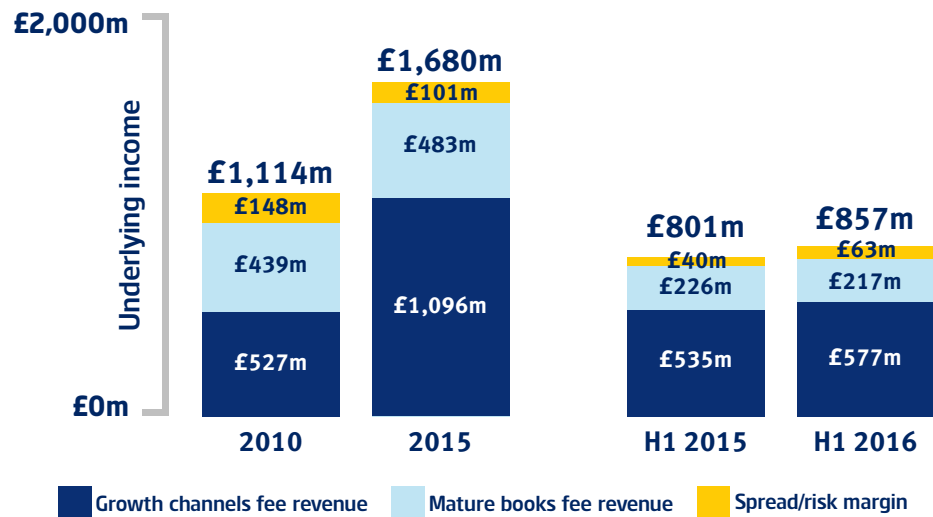 £2,000m
Underlying income
£0m
£1,114m
£148m
£439m
£527m
2010
£1,680m
£101m
£483m
£1,096m
2015
£801m
£40m
£226m
£535m
H1 2015
£857m
£63m
£217m
£577m
H1 2016
Growth channels fee revenue
Mature books fee revenue
Spread/risk margin